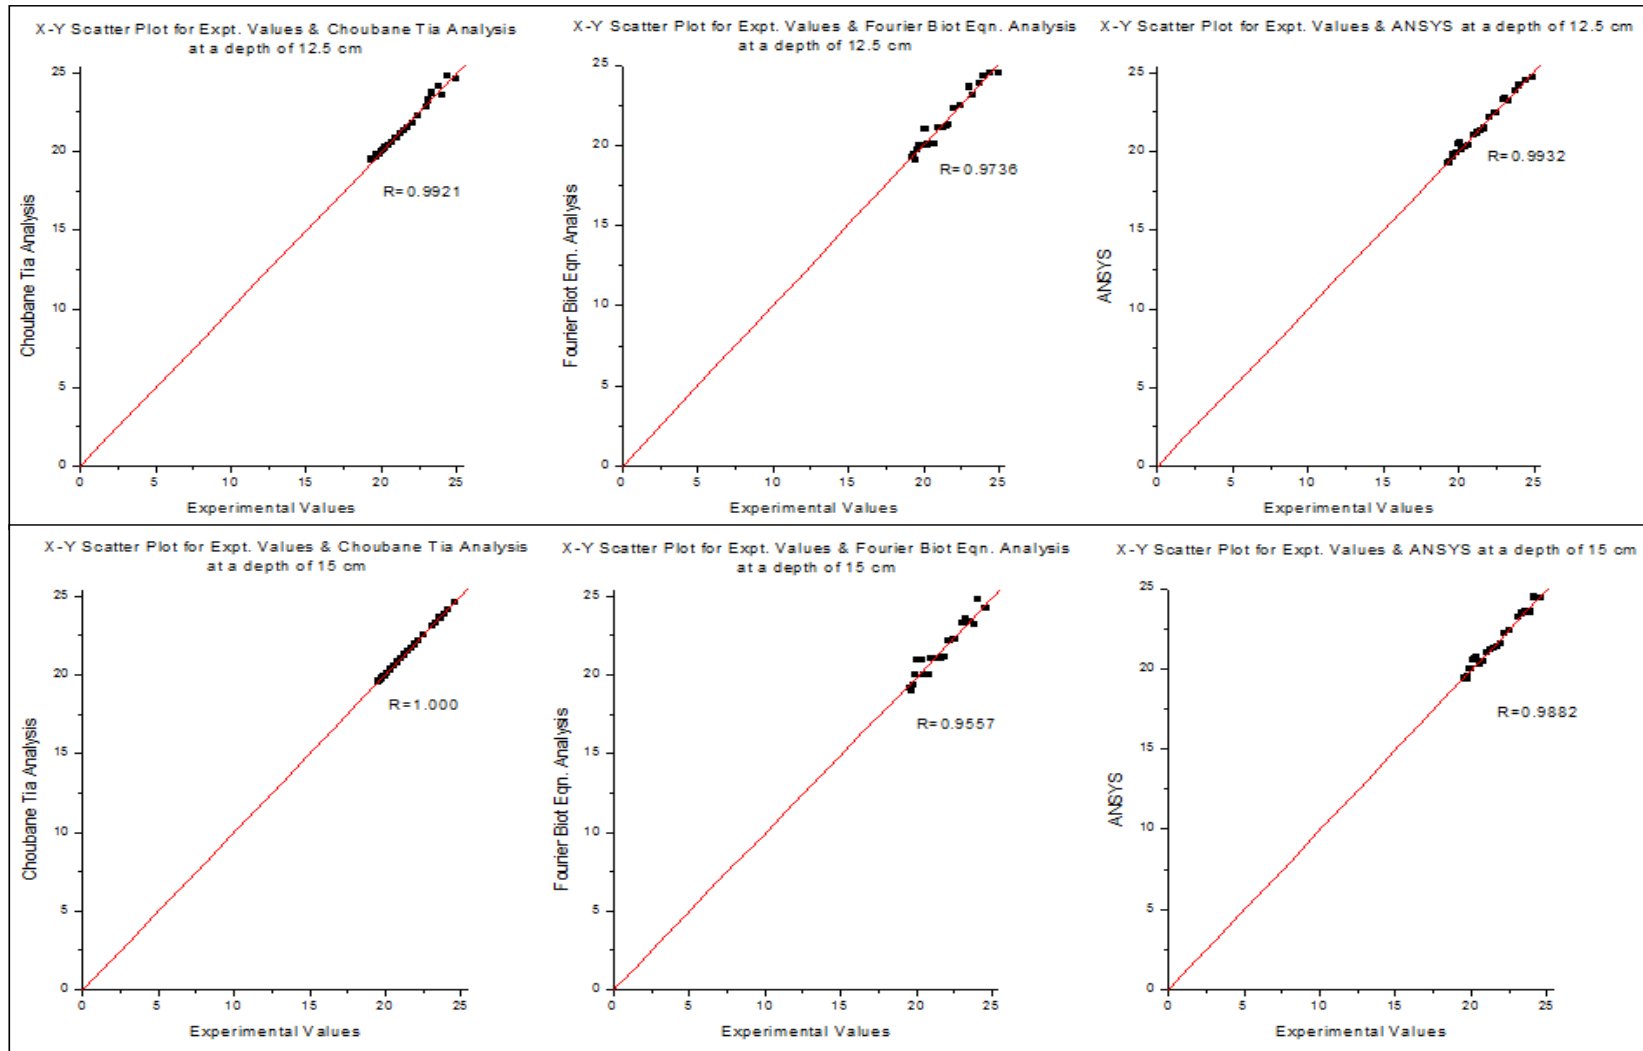 X-Y Scatter Plot for Expt. Values & Choubane Tia Analysis
at a depth of 12.5 cm
25
20
15
10
5
0
Choubane Tia Analysis
R=0.9921
0 5 10 15 20 25
Experimental Values
X-Y Scatter Plot for Expt. Values & Fourier Biot Eqn. Analysis
at a depth of 12.5 cm
25
20
15
10
5
0
Fourier Biot Eqn. Analysis
R=0.9736
0 5 10 15 20 25
Experimental Values
X-Y Scatter Plot for Expt. Values & ANSYS at a depth of 12.5 cm
25
20
15
10
5
0
ANSYS
R=0.9932
0 5 10 15 20 25
Experimental Values
X-Y Scatter Plot for Expt. Values & Choubane Tia Analysis
at a depth of 15 cm
25
20
15
10
5
0
Choubane Tia Analysis
R=1.000
0 5 10 15 20 25
Experimental Values
X-Y Scatter Plot for Expt. Values & Fourier Biot Eqn. Analysis
at a depth of 15 cm
25
20
15
10
5
0
Fourier Biot Eqn. Analysis
R=0.9557
0 5 10 15 20 25
Experimental Values
X-Y Scatter Plot for Expt. Values & ANSYS at a depth of 15 cm
25
20
15
10
5
0
ANSYS
R=0.9882
0 5 10 15 20 25
Experimental Values